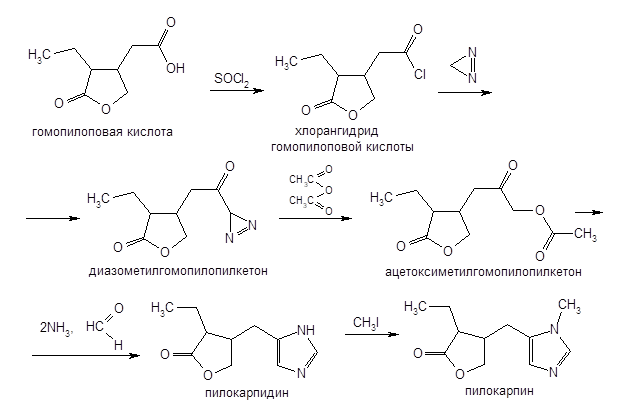 H3C O OH O O SOCl2 H3C O Cl O O N N
гомопилоповая кислота
хлорангидрид
гомопилоповой кислоты
H3C O O O N N CH3C O O CH3C O H3C O O O O O CH3
диазометилгомопилопилкетон
ацетоксиметилгомопилопилкетон
2NH3, HC O H H3C O O NH N CH3I H3C O O CH3 N N
пилокарпидин
пилокарпин